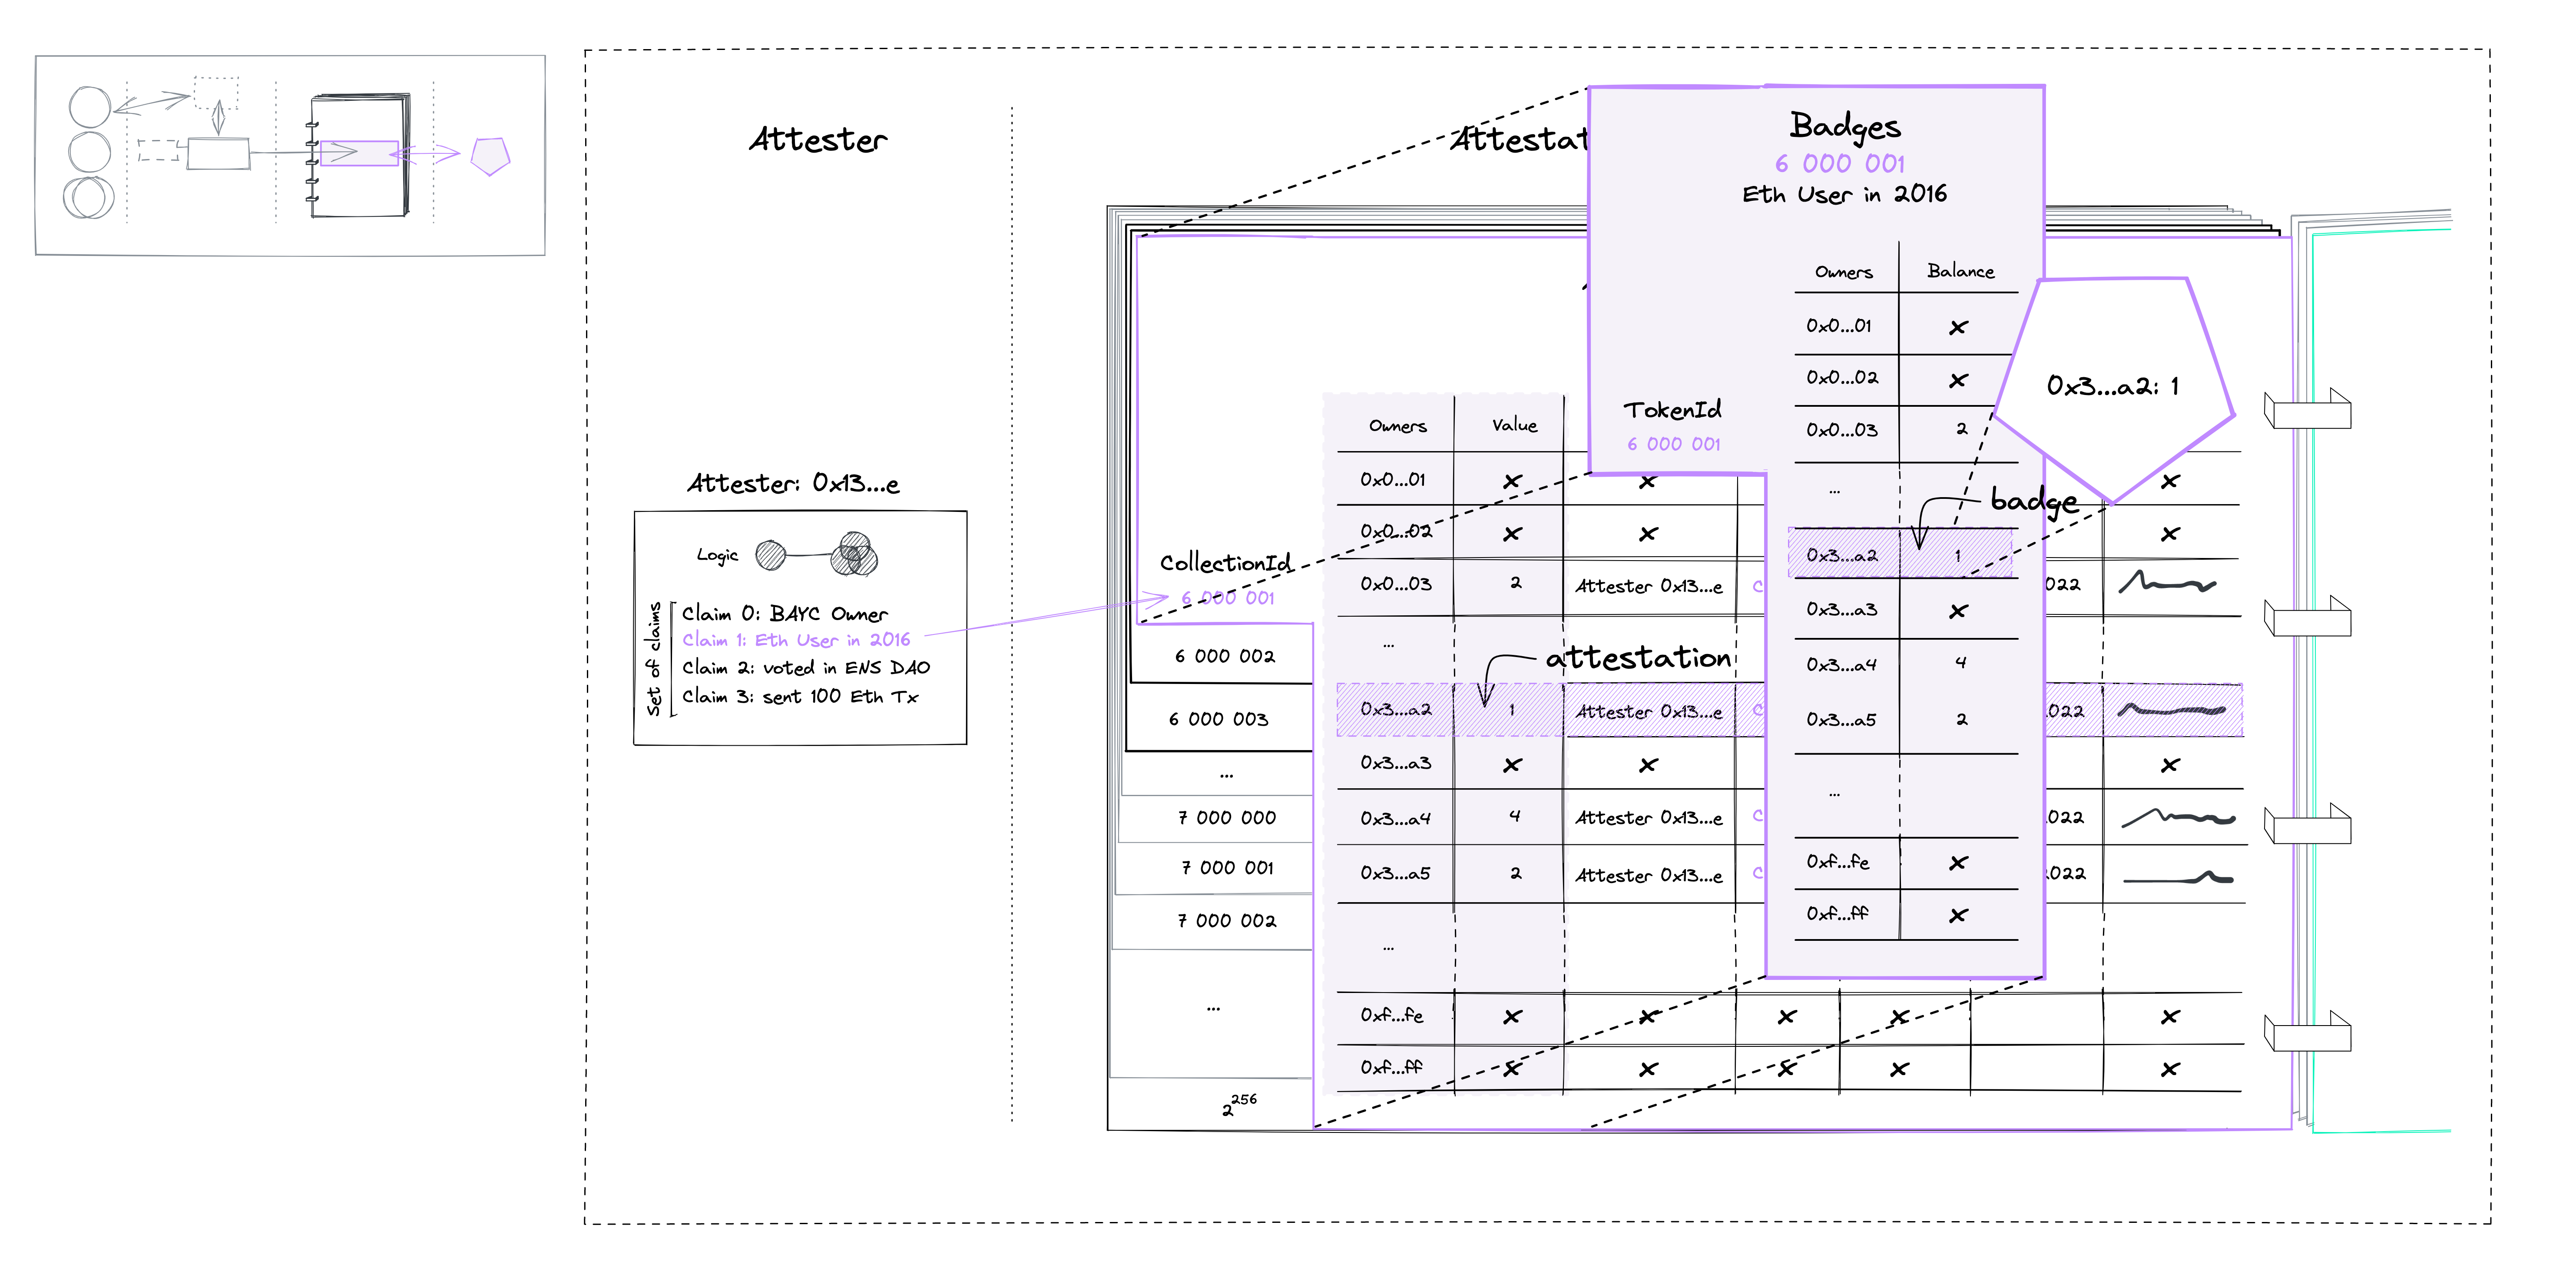 Attester
Attestat
Attester: 0x13...e
Logic
Set of claims
Claim 0: BAYC Owner
Claim 1: Eth User in 2016
Claim 2: voted in ENS DAO
Claim 3: sent 100 Eth Tx
CollectionId
6 000 001
6 000 002
6 000 003
...
7 000 000
7 000 001
7 000 002
...
2^256
Owners Value
0x0...01 x x x
0x0...02 x x x
0x0...03 2 Attester 0x13...e C 022
...
attestation
0x3...a2 1 Attester 0x13...e C 022
0x3...a3 x x x
0x3...a4 4 Attester 0x13...e C 2022
0x3...a5 2 Attester 0x13...e C 2022
...
0xf...fe x x x x x
0xf...ff x x x x x
Badges
6 000 001
Eth User in 2016
TokenId
6 000 001
Owners Balance
0x0...01 x
0x0...02 x
0x0...03 2
...
badge
0x3...a2 1
0x3...a3 x
0x3...a4 4
0x3...a5 2
...
0xf...fe x
0xf...ff x
0x3...a2: 1